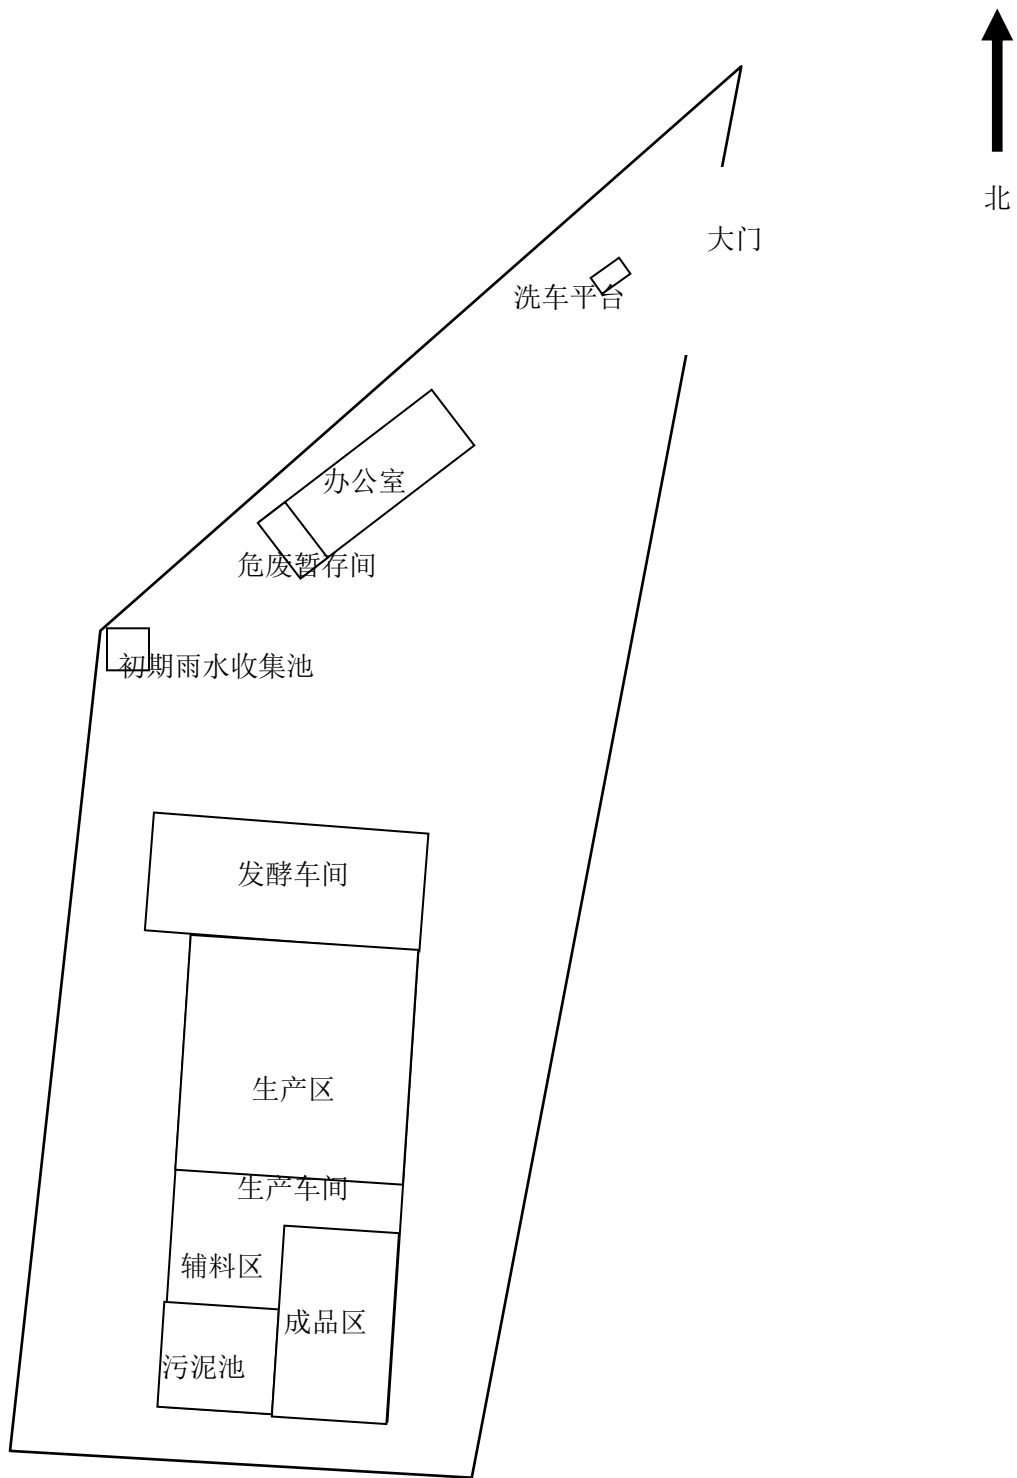 北
大门
洗车平台
办公室
危废暂存间
初期雨水收集池
发酵车间
生产区
生产车间
辅料区
成品区
污泥池